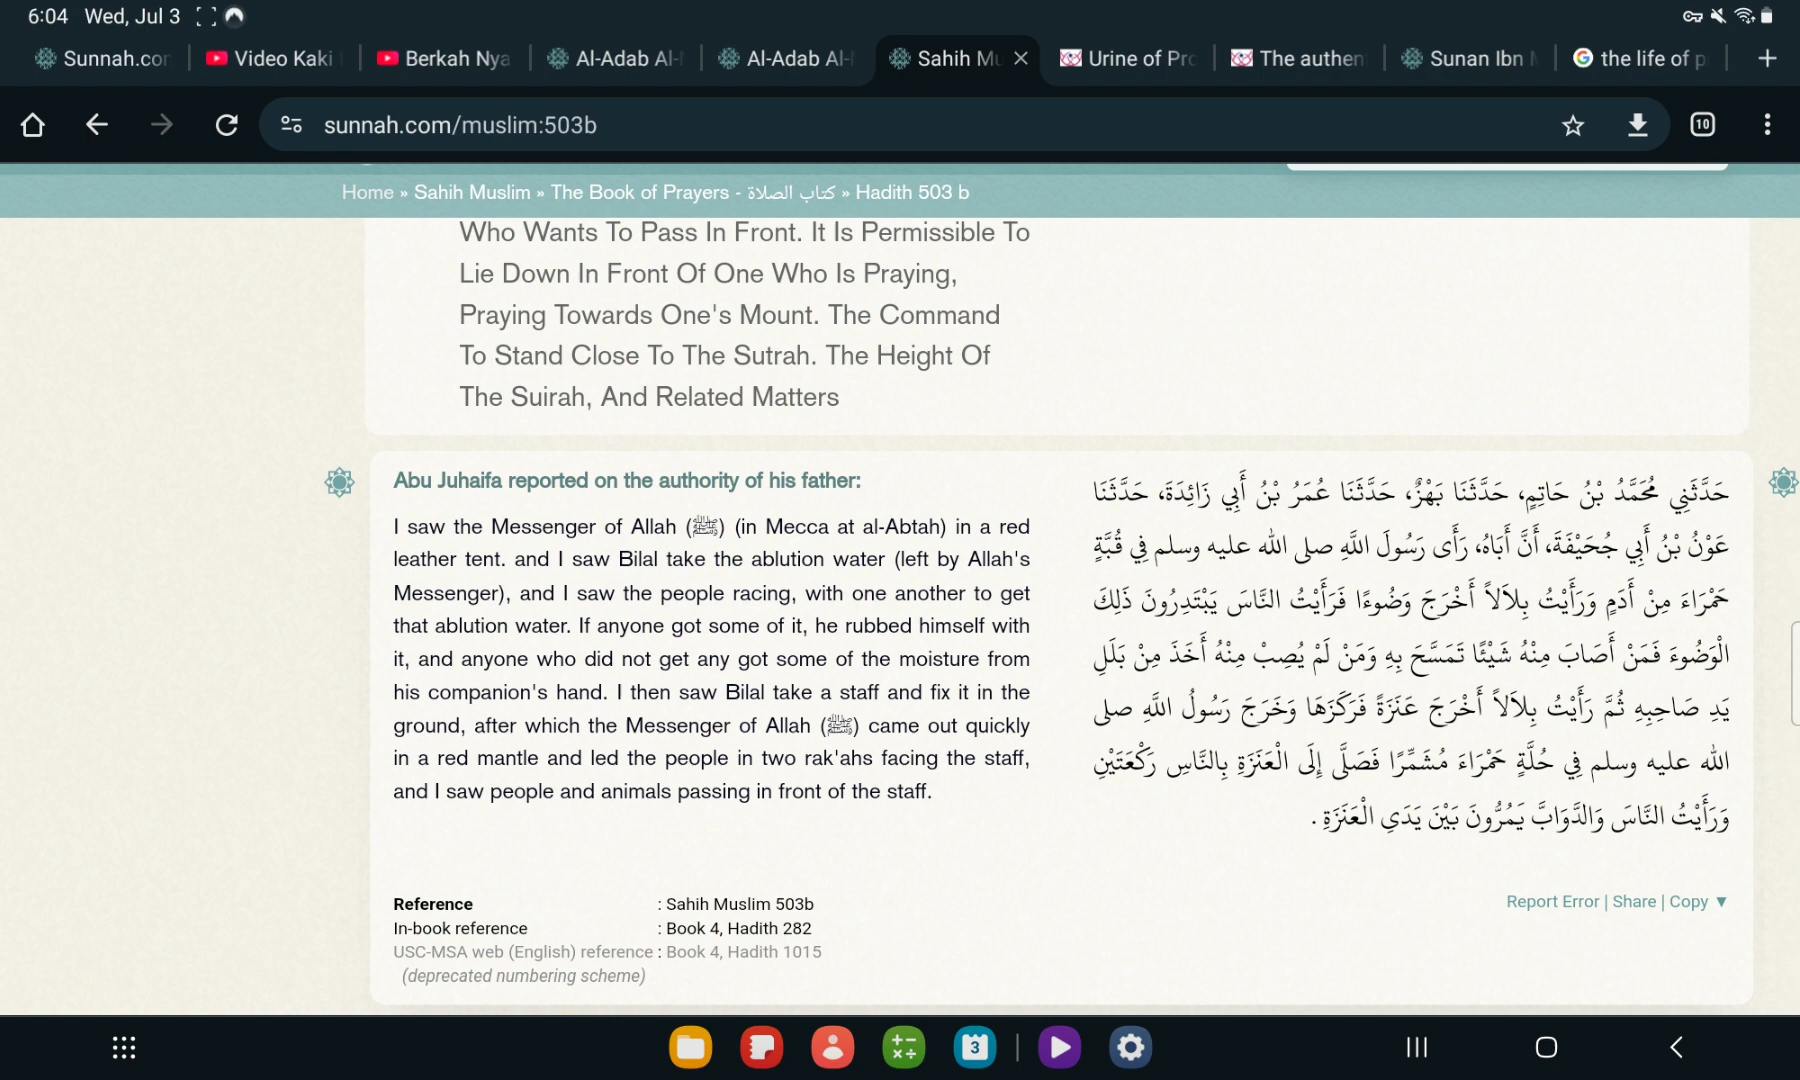 6:04 Wed, Jul 3
Sunnah.cor
Video Kaki
Berkah Nya
Al-Adab Al-
Al-Adab Al-
Sahih Mu
Urine of Pro
The authen
Sunan Ibn
the life of p
sunnah.com/muslim:503b
10
Home » Sahih Muslim » The Book of Prayers - كتاب الصلاة » Hadith 503 b
Who Wants To Pass In Front. It Is Permissible To
Lie Down In Front Of One Who Is Praying,
Praying Towards One's Mount. The Command
To Stand Close To The Sutrah. The Height Of
The Suirah, And Related Matters
Abu Juhaifa reported on the authority of his father:
I saw the Messenger of Allah (ﷺ) (in Mecca at al-Abtah) in a red
leather tent. and I saw Bilal take the ablution water (left by Allah's
Messenger), and I saw the people racing, with one another to get
that ablution water. If anyone got some of it, he rubbed himself with
it, and anyone who did not get any got some of the moisture from
his companion's hand. I then saw Bilal take a staff and fix it in the
ground, after which the Messenger of Allah (ﷺ) came out quickly
in a red mantle and led the people in two rak'ahs facing the staff,
and I saw people and animals passing in front of the staff.
حَدَّثَنِي مُحَمَّدُ بْنُ حَاتِمٍ، حَدَّثَنَا بَهْزٌ، حَدَّثَنَا عُمَرُ بْنُ أَبِي زَائِدَةَ، حَدَّثَنَا
عَوْنُ بْنُ أَبِي جُحَيْفَةَ، أَنَّ أَبَاهُ، رَأَى رَسُولَ اللَّهِ صلى الله عليه وسلم فِي قُبَّةٍ
حَمْرَاءَ مِنْ أَدَمٍ وَرَأَيْتُ بِلاَلاً أَخْرَجَ وَضُوءًا فَرَأَيْتُ النَّاسَ يَبْتَدِرُونَ ذَلِكَ
الْوَضُوءَ فَمَنْ أَصَابَ مِنْهُ شَيْئًا تَمَسَّحَ بِهِ وَمَنْ لَمْ يُصِبْ مِنْهُ أَخَذَ مِنْ بَلَلِ
يَدِ صَاحِبِهِ ثُمَّ رَأَيْتُ بِلاَلاً أَخْرَجَ عَنَزَةً فَرَكَزَهَا وَخَرَجَ رَسُولُ اللَّهِ صلى
الله عليه وسلم فِي حُلَّةٍ حَمْرَاءَ مُشَمِّرًا فَصَلَّى إِلَى الْعَنَزَةِ بِالنَّاسِ رَكْعَتَيْنِ
وَرَأَيْتُ النَّاسَ وَالدَّوَابَّ يَمُرُّونَ بَيْنَ يَدَىِ الْعَنَزَةِ .
Reference : Sahih Muslim 503b
In-book reference : Book 4, Hadith 282
USC-MSA web (English) reference : Book 4, Hadith 1015
(deprecated numbering scheme)
Report Error | Share | Copy ▼
3